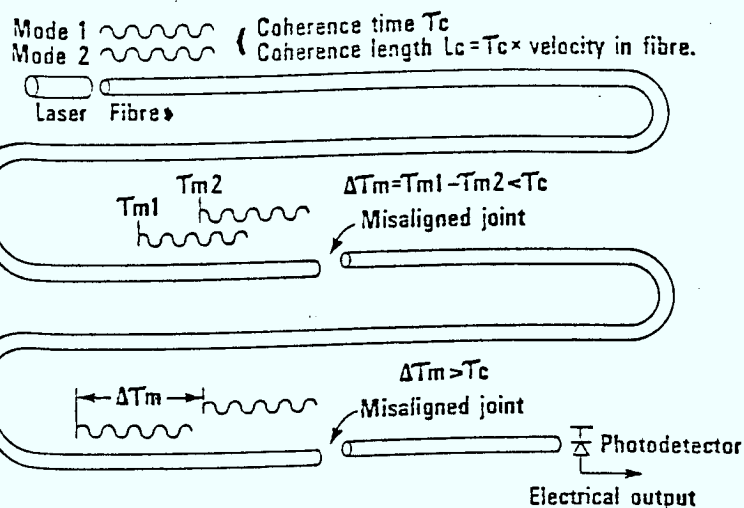 Mode 1 { Coherence time Tc
Mode 2 { Coherence length Lc=Tc× velocity in fibre.
Laser Fibre
Tm2 ΔTm=Tm1-Tm2<Tc
Tm1 Misaligned joint
ΔTm>Tc
ΔTm
Misaligned joint
Photodetector
Electrical output